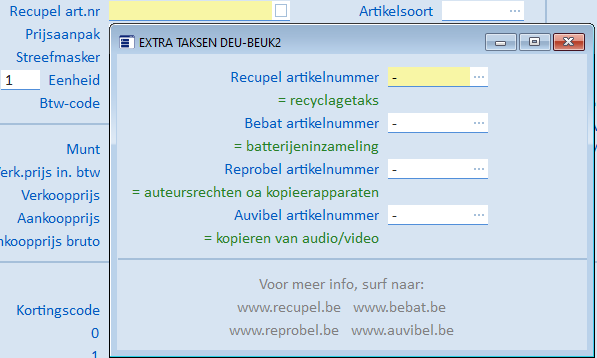 Recupel art.nr
Artikelsoort
Prijsaanpak
Streefmasker
1 Eenheid
Btw-code
Munt
Verk.prijs in. btw
Verkoopprijs
Aankoopprijs
nkoopprijs bruto
Kortingscode
0
1
EXTRA TAKSEN DEU-BEUK2
Recupel artikelnummer -
= recyclagetaks
Bebat artikelnummer -
= batterijeninzameling
Reprobel artikelnummer -
= auteursrechten oa kopieerapparaten
Auvibel artikelnummer -
= kopieren van audio/video
Voor meer info, surf naar:
www.recupel.be www.bebat.be
www.reprobel.be www.auvibel.be